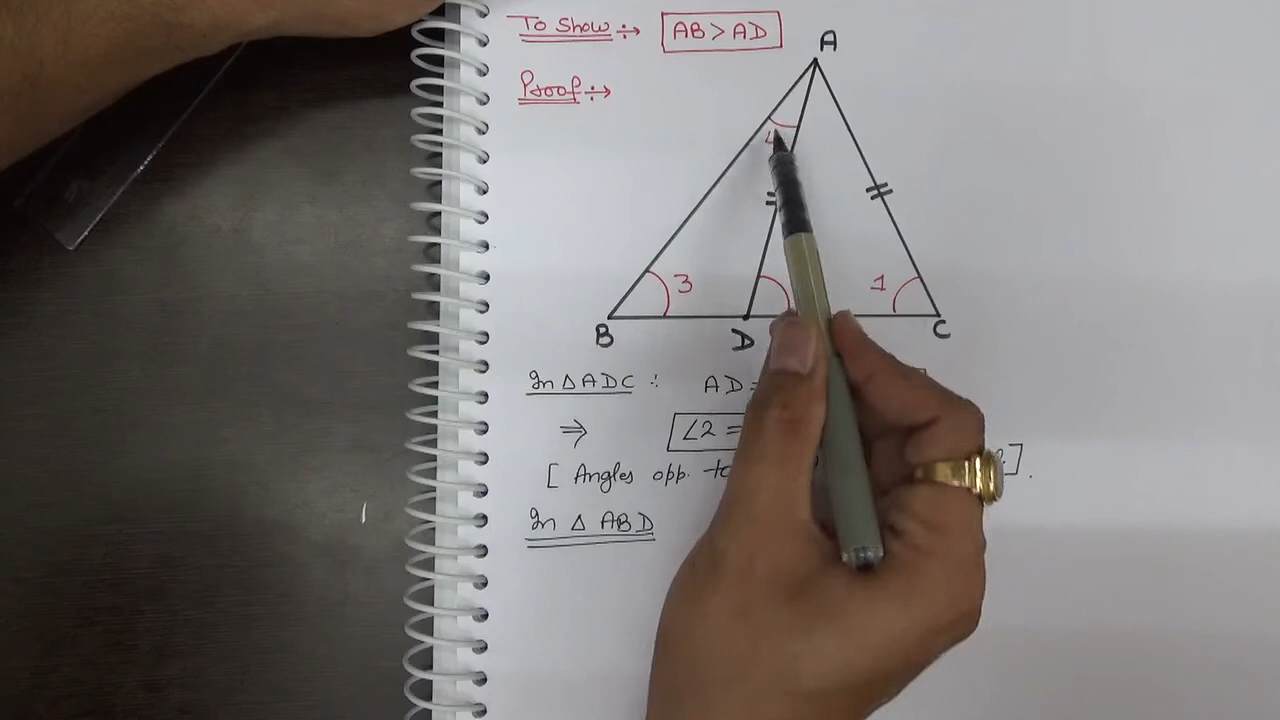 To Show :→ AB > AD
Proof :→
A
4
3
1
B
D
C
In △ ADC : AD =
⇒ ∠2 =
[ Angles opp. to ].
In △ ABD